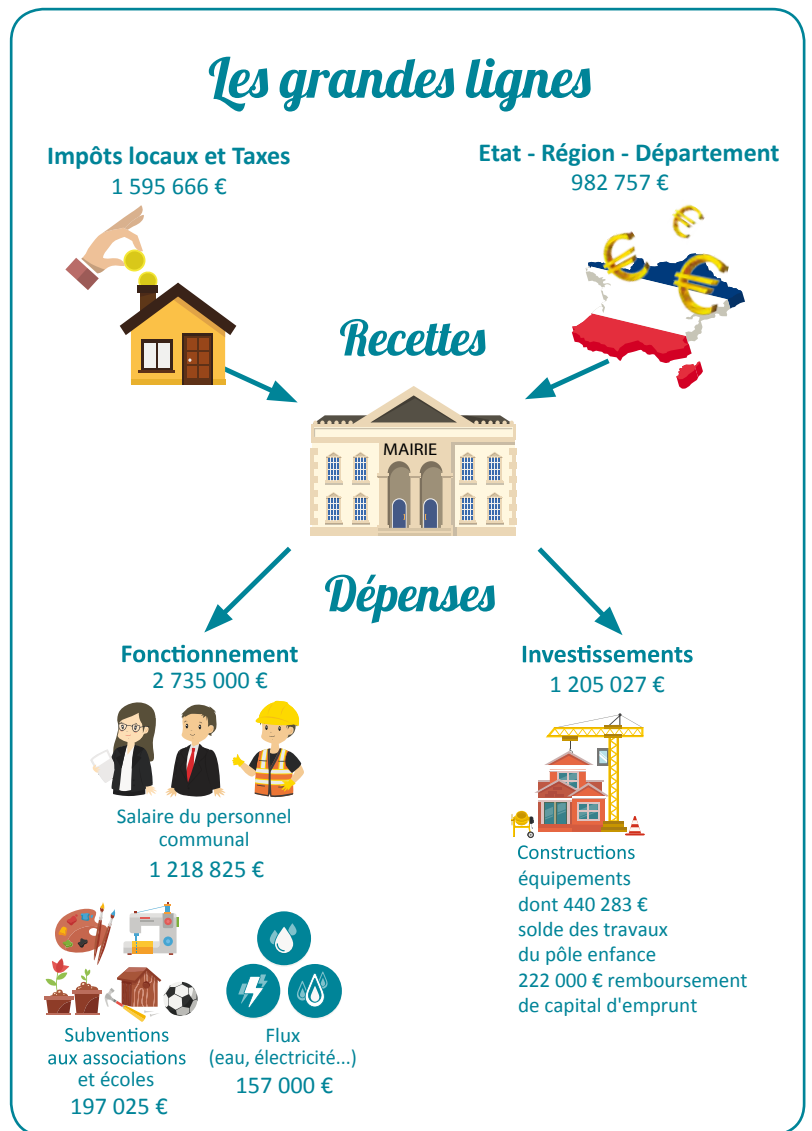 Les grandes lignes
Impôts locaux et Taxes
1 595 666 €
Etat - Région - Département
982 757 €
€
€
€
Recettes
MAIRIE
Dépenses
Fonctionnement
2 735 000 €
Salaire du personnel
communal
1 218 825 €
Subventions
aux associations
et écoles
197 025 €
Flux
(eau, électricité...)
157 000 €
Investissements
1 205 027 €
Constructions
équipements
dont 440 283 €
solde des travaux
du pôle enfance
222 000 € remboursement
de capital d'emprunt